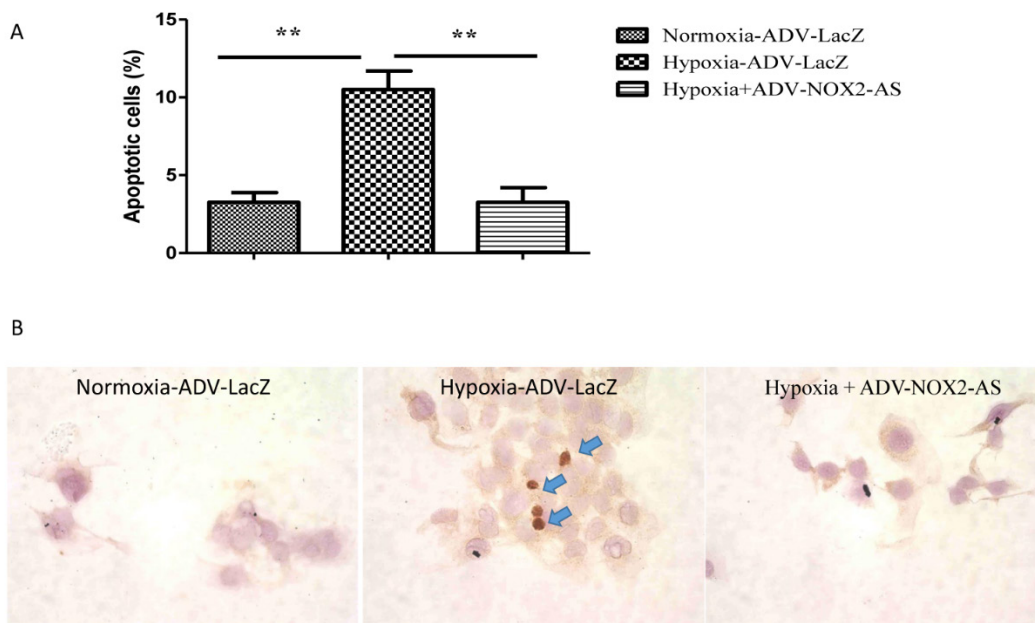 A
Apoptotic cells (%)
15
10
5
0
**
**
Normoxia-ADV-LacZ
Hypoxia-ADV-LacZ
Hypoxia+ADV-NOX2-AS
B
Normoxia-ADV-LacZ
Hypoxia-ADV-LacZ
Hypoxia + ADV-NOX2-AS